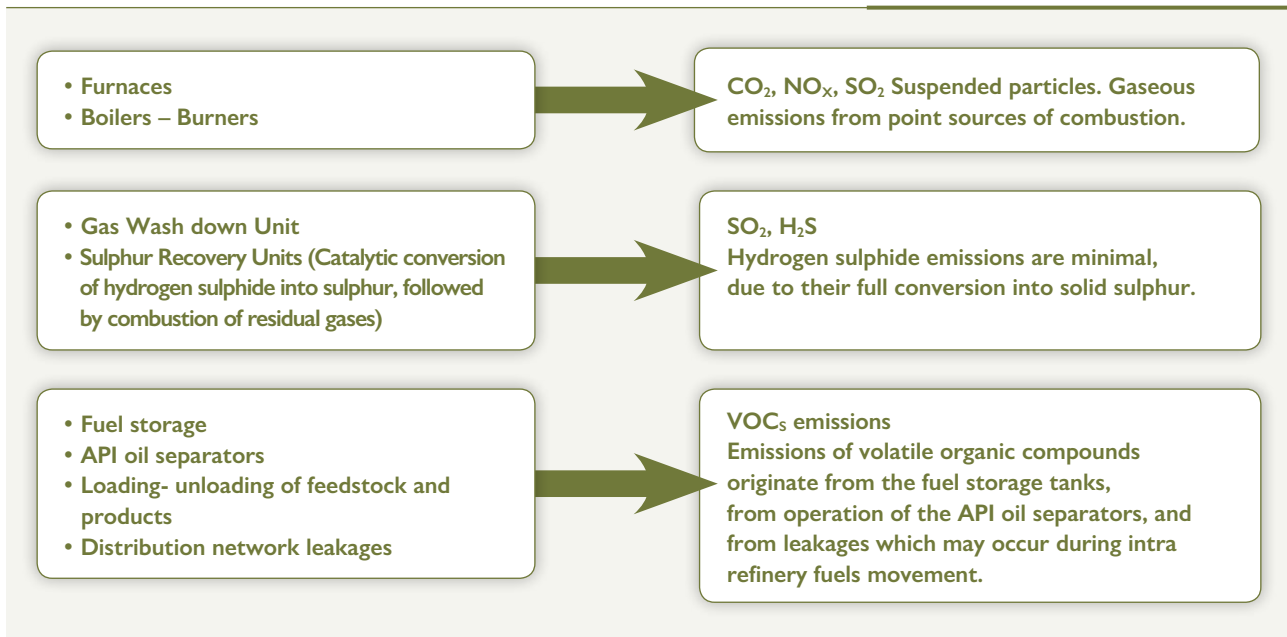 • Furnaces
• Boilers – Burners
CO₂, NOₓ, SO₂ Suspended particles. Gaseous
emissions from point sources of combustion.
• Gas Wash down Unit
• Sulphur Recovery Units (Catalytic conversion
of hydrogen sulphide into sulphur, followed
by combustion of residual gases)
SO₂, H₂S
Hydrogen sulphide emissions are minimal,
due to their full conversion into solid sulphur.
• Fuel storage
• API oil separators
• Loading- unloading of feedstock and
products
• Distribution network leakages
VOCₛ emissions
Emissions of volatile organic compounds
originate from the fuel storage tanks,
from operation of the API oil separators, and
from leakages which may occur during intra
refinery fuels movement.